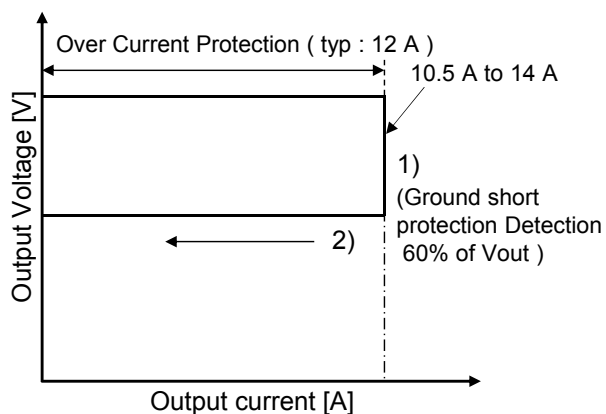 Over Current Protection ( typ : 12 A )
10.5 A to 14 A
1)
(Ground short
protection Detection
60% of Vout )
2)
Output Voltage [V]
Output current [A]